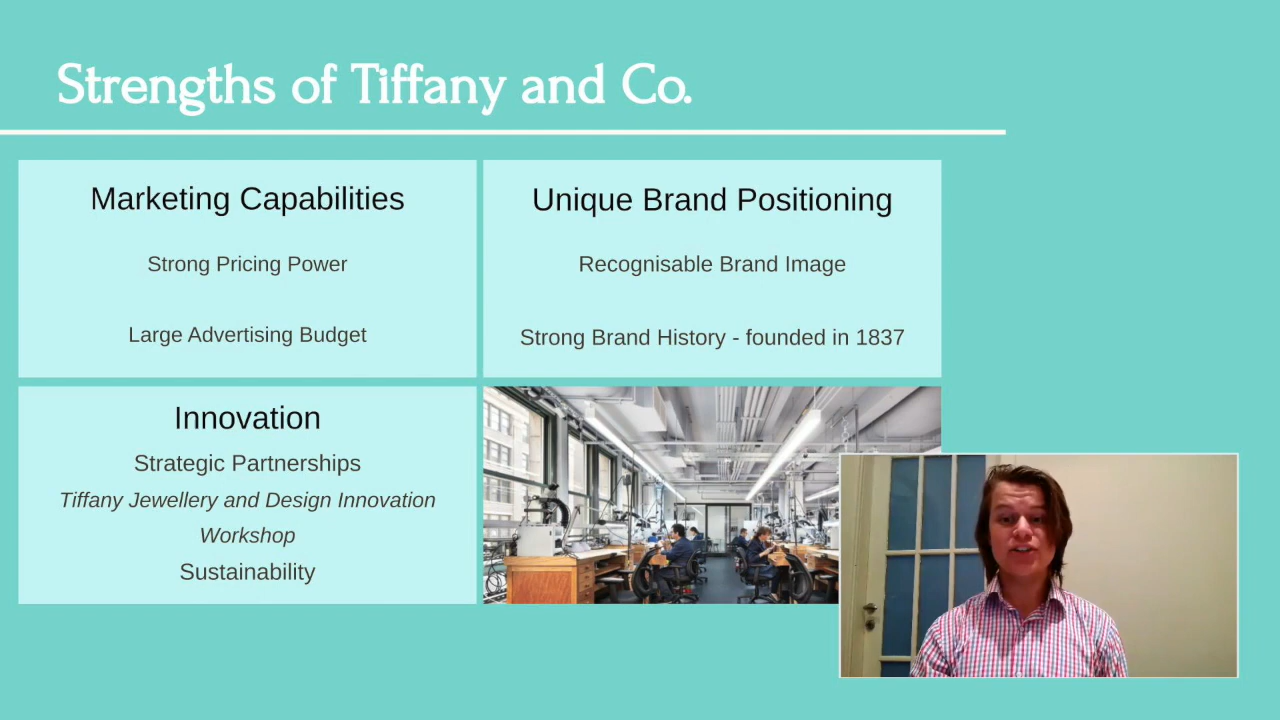 Strengths of Tiffany and Co.
Marketing Capabilities
Strong Pricing Power
Large Advertising Budget
Unique Brand Positioning
Recognisable Brand Image
Strong Brand History - founded in 1837
Innovation
Strategic Partnerships
Tiffany Jewellery and Design Innovation
Workshop
Sustainability